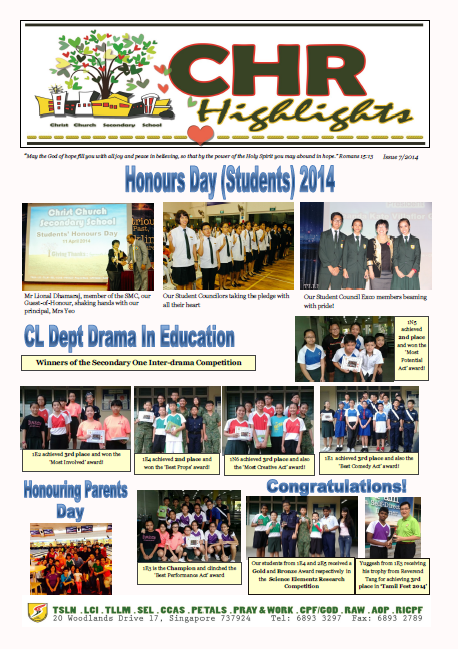 Christ Church Secondary School
CHR
Highlights
"May the God of hope fill you with all joy and peace in believing, so that by the power of the Holy Spirit you may abound in hope." Romans 15:13 Issue 7/2014
Honours Day (Students) 2014
Christ Church
Secondary School
Students' Honours
Day
11 April 2014
Mr Lional Dhamaraj, member of the SMC, our
Guest-of-Honour, shaking hands with our
principal, Mrs Yeo
Our Student Councilors taking the pledge with
all their heart
Our Student Council Exco members beaming
with pride!
CL Dept Drama In Education
Winners of the Secondary One Inter-drama Competition
1N5
achieved
2nd place
and won the
'Most
Potential
Act' award!
1E2 achieved 3rd place and won the
'Most Involved' award!
1E4 achieved 2nd place and
won the 'Best Props' award!
1N6 achieved 3rd place and also
the 'Most Creative Act' award!
1E1 achieved 3rd place and also the
'Best Comedy Act' award!
Honouring Parents
Day
1E3 is the Champion and clinched the
'Best Performance Act' award
Congratulations!
Our students from 1E4 and 2E5 received a
Gold and Bronze Award respectively in
the Science Elements Research
Competition
Yuggesh from 1E5 receiving
his trophy from Reverend
Tang for achieving 3rd
place in 'Tamil Fest 2014'
TSLN . LCI . TLLM . SEL . CCAS . PETALS . PRAY & WORK . CPF/GOD . RAW . AOP . RICPF
20 Woodlands Drive 17, Singapore 737924 Tel: 6893 3297 Fax: 6893 2789